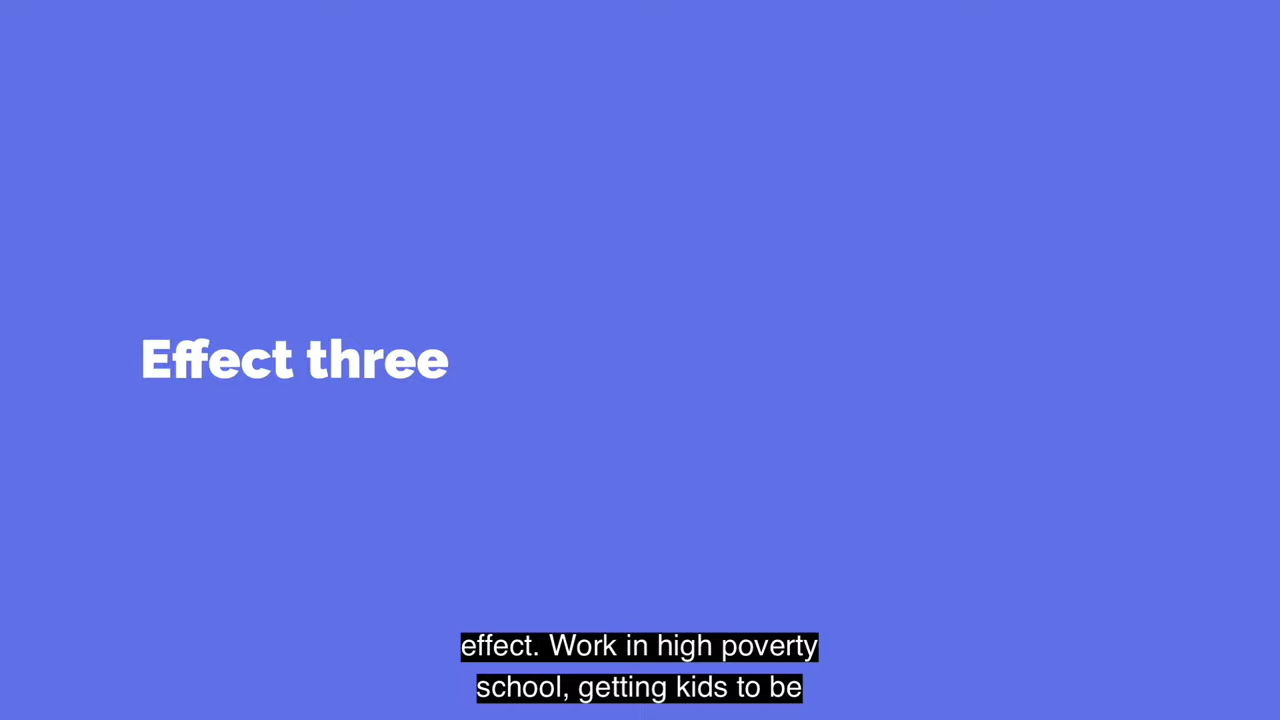 Effect three
effect. Work in high poverty
school, getting kids to be